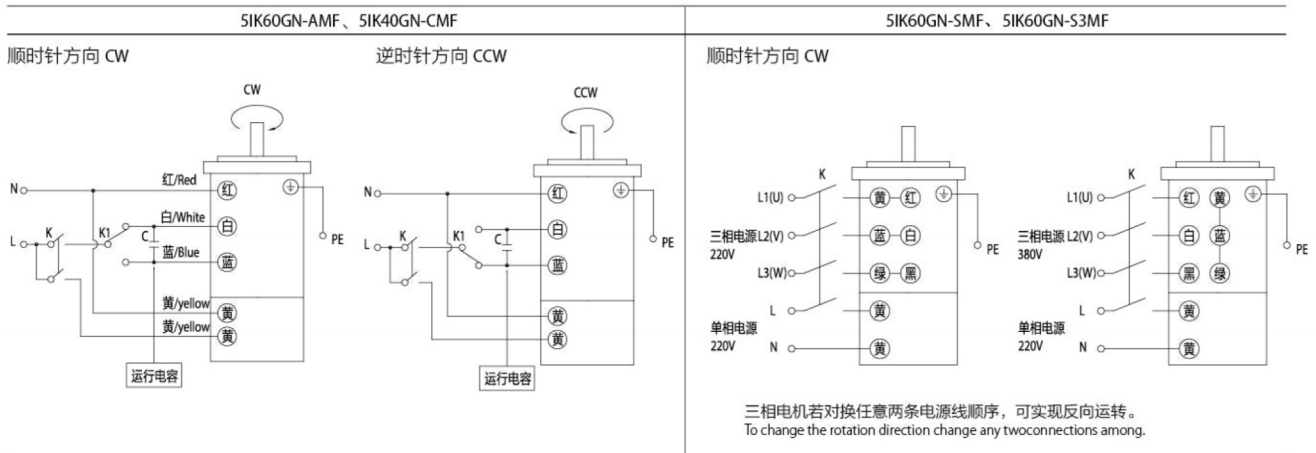 5IK60GN-AMF、5IK40GN-CMF
5IK60GN-SMF、5IK60GN-S3MF
顺时针方向 CW
逆时针方向 CCW
顺时针方向 CW
CW
N
红/Red
红
白/White
白
L
K
K1
C
蓝/Blue
蓝
PE
黄/yellow
黄
黄/yellow
黄
运行电容
CCW
N
红
白
L
K
K1
C
蓝
PE
黄
黄
运行电容
K
L1(U)
黄
红
三相电源
220V
L2(V)
蓝
白
PE
L3(W)
绿
黑
L
黄
单相电源
220V
N
黄
K
L1(U)
红
黄
三相电源
380V
L2(V)
白
蓝
PE
L3(W)
黑
绿
L
黄
单相电源
220V
N
黄
三相电机若对换任意两条电源线顺序，可实现反向运转。
To change the rotation direction change any twoconnections among.